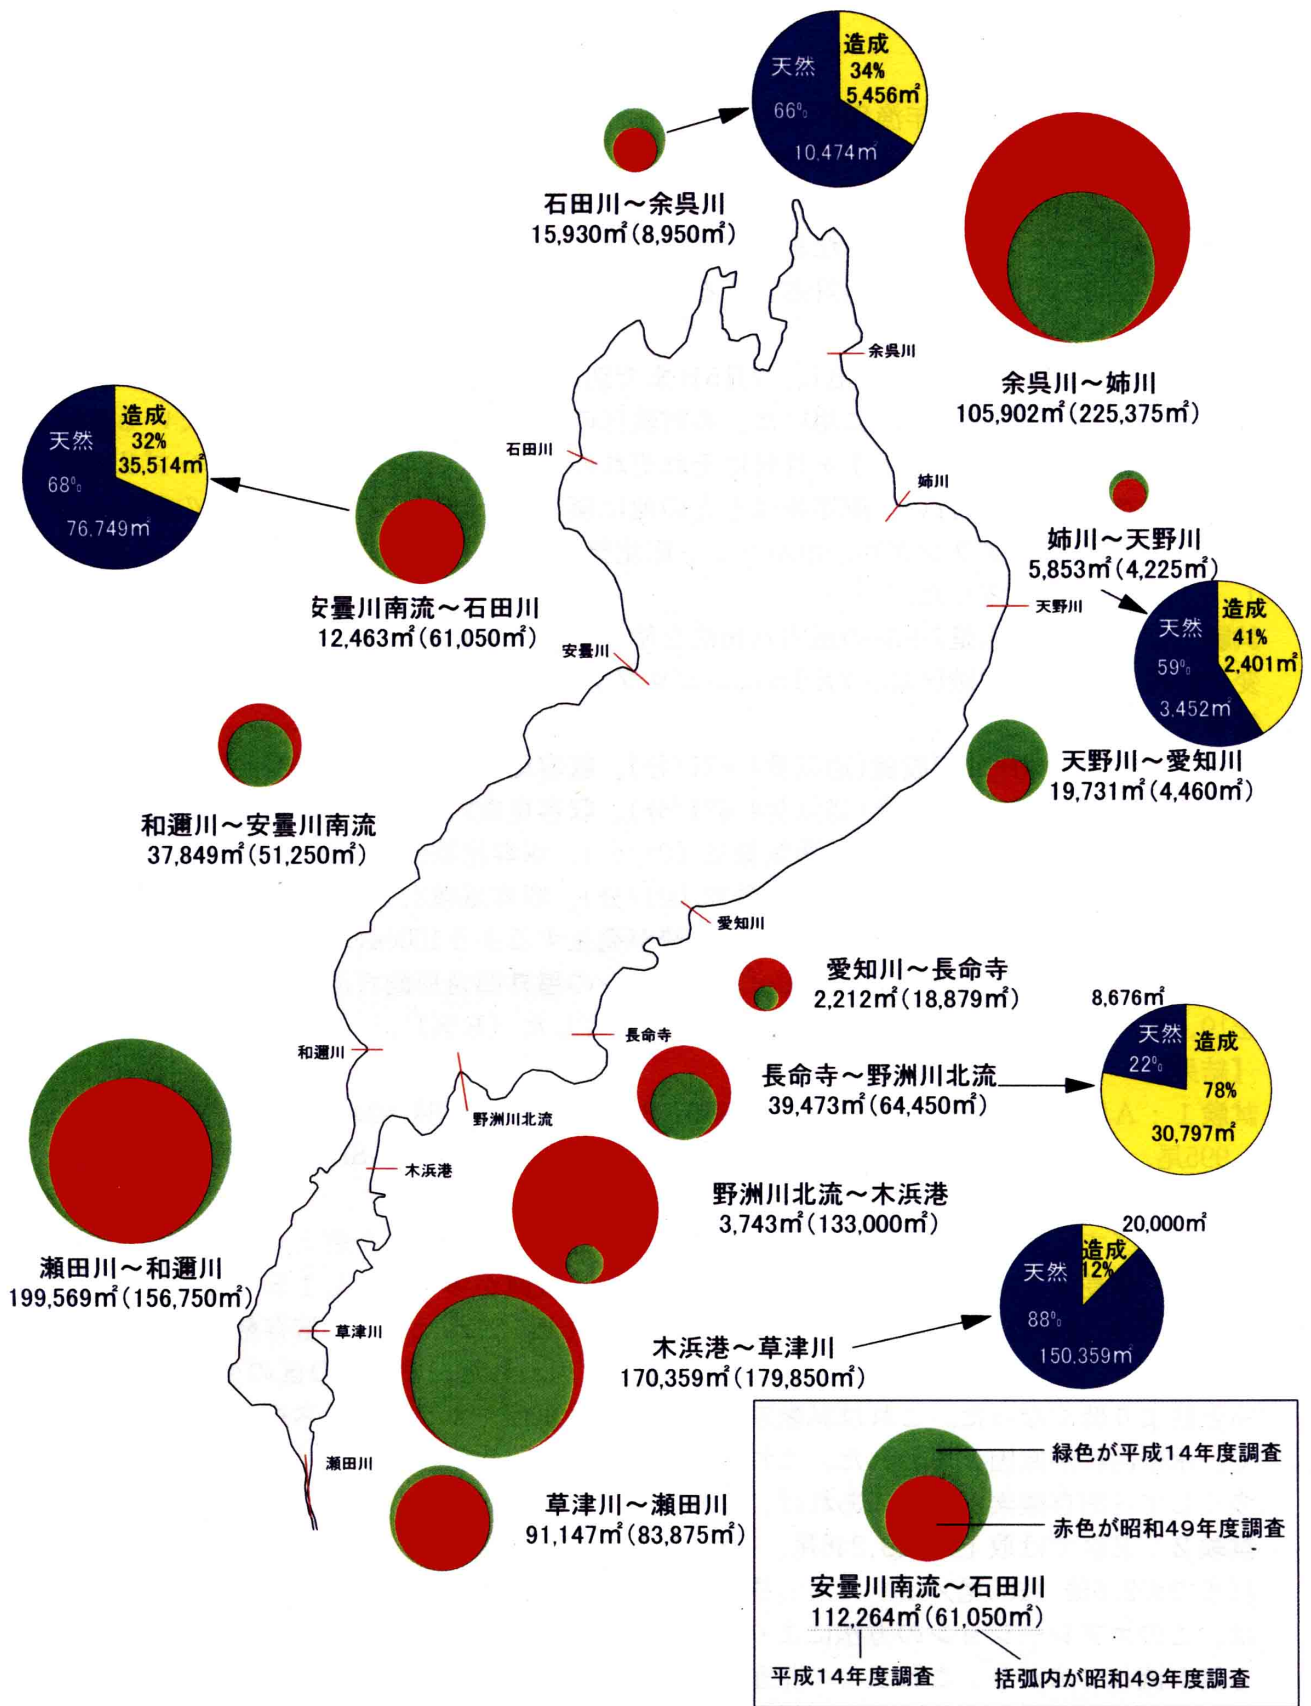 造成
34%
5,456㎡
天然
66%
10,474㎡
石田川~余呉川
15,930㎡(8,950㎡)
余呉川
余呉川~姉川
105,902㎡(225,375㎡)
造成
32%
35,514㎡
天然
68%
76,749㎡
安曇川南流~石田川
12,463㎡(61,050㎡)
石田川
姉川
姉川~天野川
5,853㎡(4,225㎡)
造成
41%
2,401㎡
天然
59%
3,452㎡
天野川
安曇川
天野川~愛知川
19,731㎡(4,460㎡)
和邇川~安曇川南流
37,849㎡(51,250㎡)
愛知川
愛知川~長命寺
2,212㎡(18,879㎡)
長命寺
和邇川
長命寺~野洲川北流
39,473㎡(64,450㎡)
8,676㎡
天然
22%
造成
78%
30,797㎡
野洲川北流
木浜港
野洲川北流~木浜港
3,743㎡(133,000㎡)
瀬田川~和邇川
199,569㎡(156,750㎡)
20,000㎡
造成
12%
天然
88%
150,359㎡
草津川
木浜港~草津川
170,359㎡(179,850㎡)
瀬田川
草津川~瀬田川
91,147㎡(83,875㎡)
緑色が平成14年度調査
赤色が昭和49年度調査
安曇川南流~石田川
112,264㎡(61,050㎡)
平成14年度調査
括弧内が昭和49年度調査